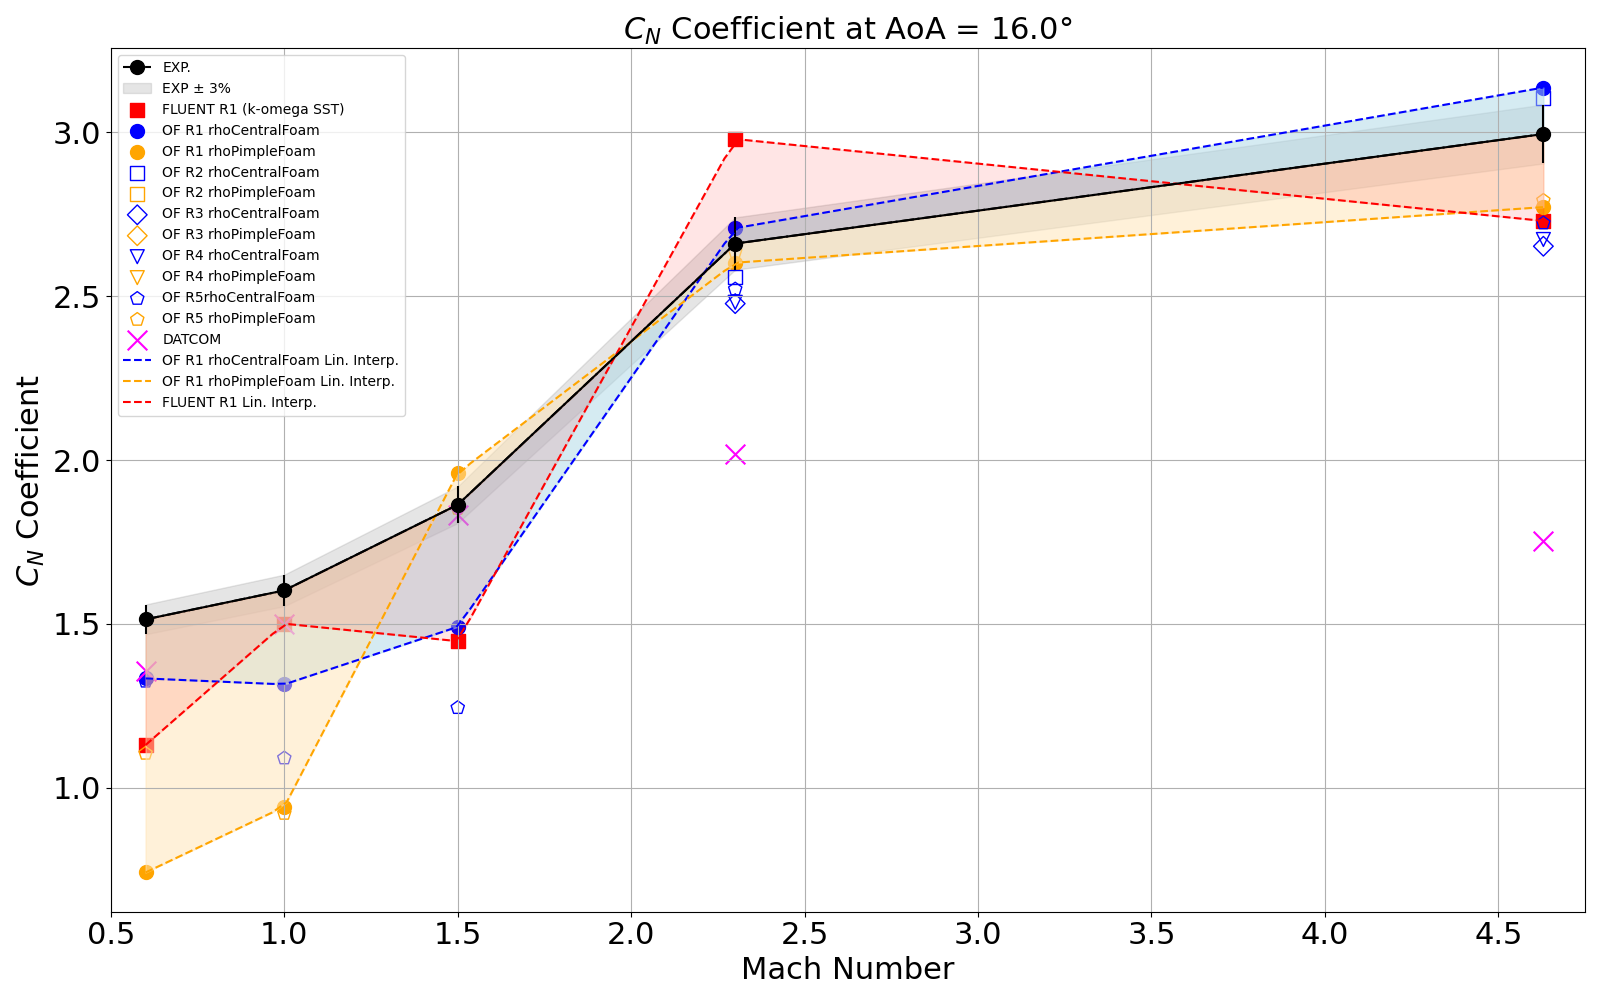 C_N Coefficient at AoA = 16.0°
EXP.
EXP ± 3%
FLUENT R1 (k-omega SST)
OF R1 rhoCentralFoam
OF R1 rhoPimpleFoam
OF R2 rhoCentralFoam
OF R2 rhoPimpleFoam
OF R3 rhoCentralFoam
OF R3 rhoPimpleFoam
OF R4 rhoCentralFoam
OF R4 rhoPimpleFoam
OF R5rhoCentralFoam
OF R5 rhoPimpleFoam
DATCOM
OF R1 rhoCentralFoam Lin. Interp.
OF R1 rhoPimpleFoam Lin. Interp.
FLUENT R1 Lin. Interp.
C_N Coefficient
3.0
2.5
2.0
1.5
1.0
0.5 1.0 1.5 2.0 2.5 3.0 3.5 4.0 4.5
Mach Number